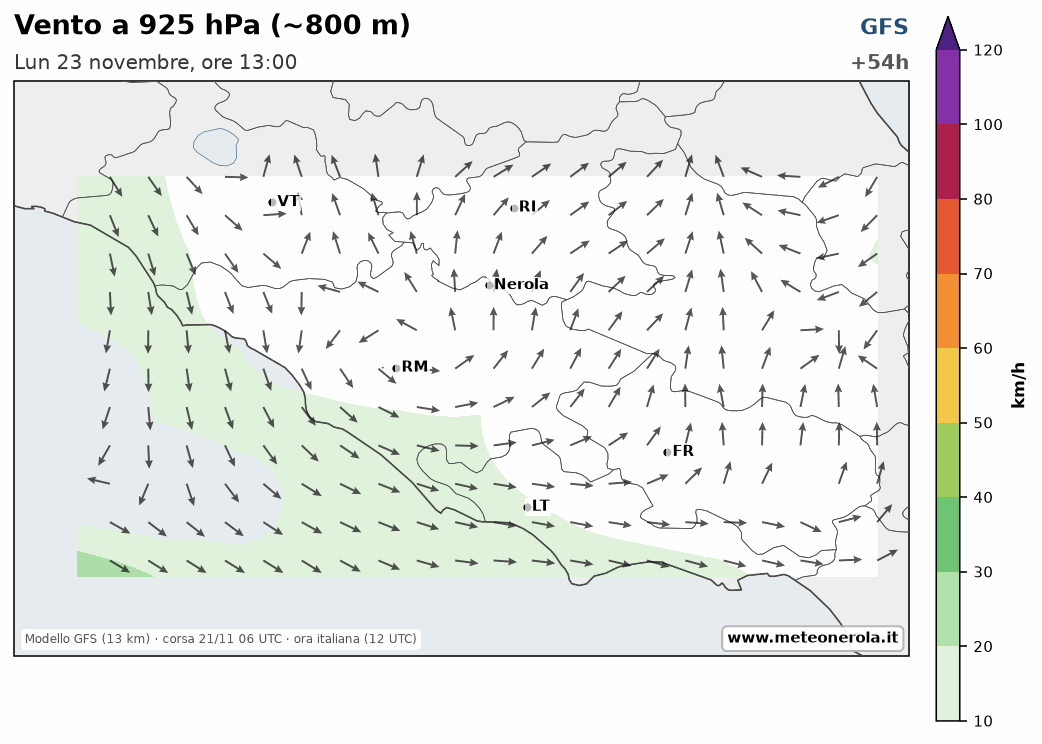 Vento a 925 hPa (~800 m)
GFS
Lun 23 novembre, ore 13:00
+54h
VT
RI
Nerola
RM
FR
LT
120
100
80
70
60
50
40
30
20
10
km/h
Modello GFS (13 km) · corsa 21/11 06 UTC · ora italiana (12 UTC)
www.meteonerola.it